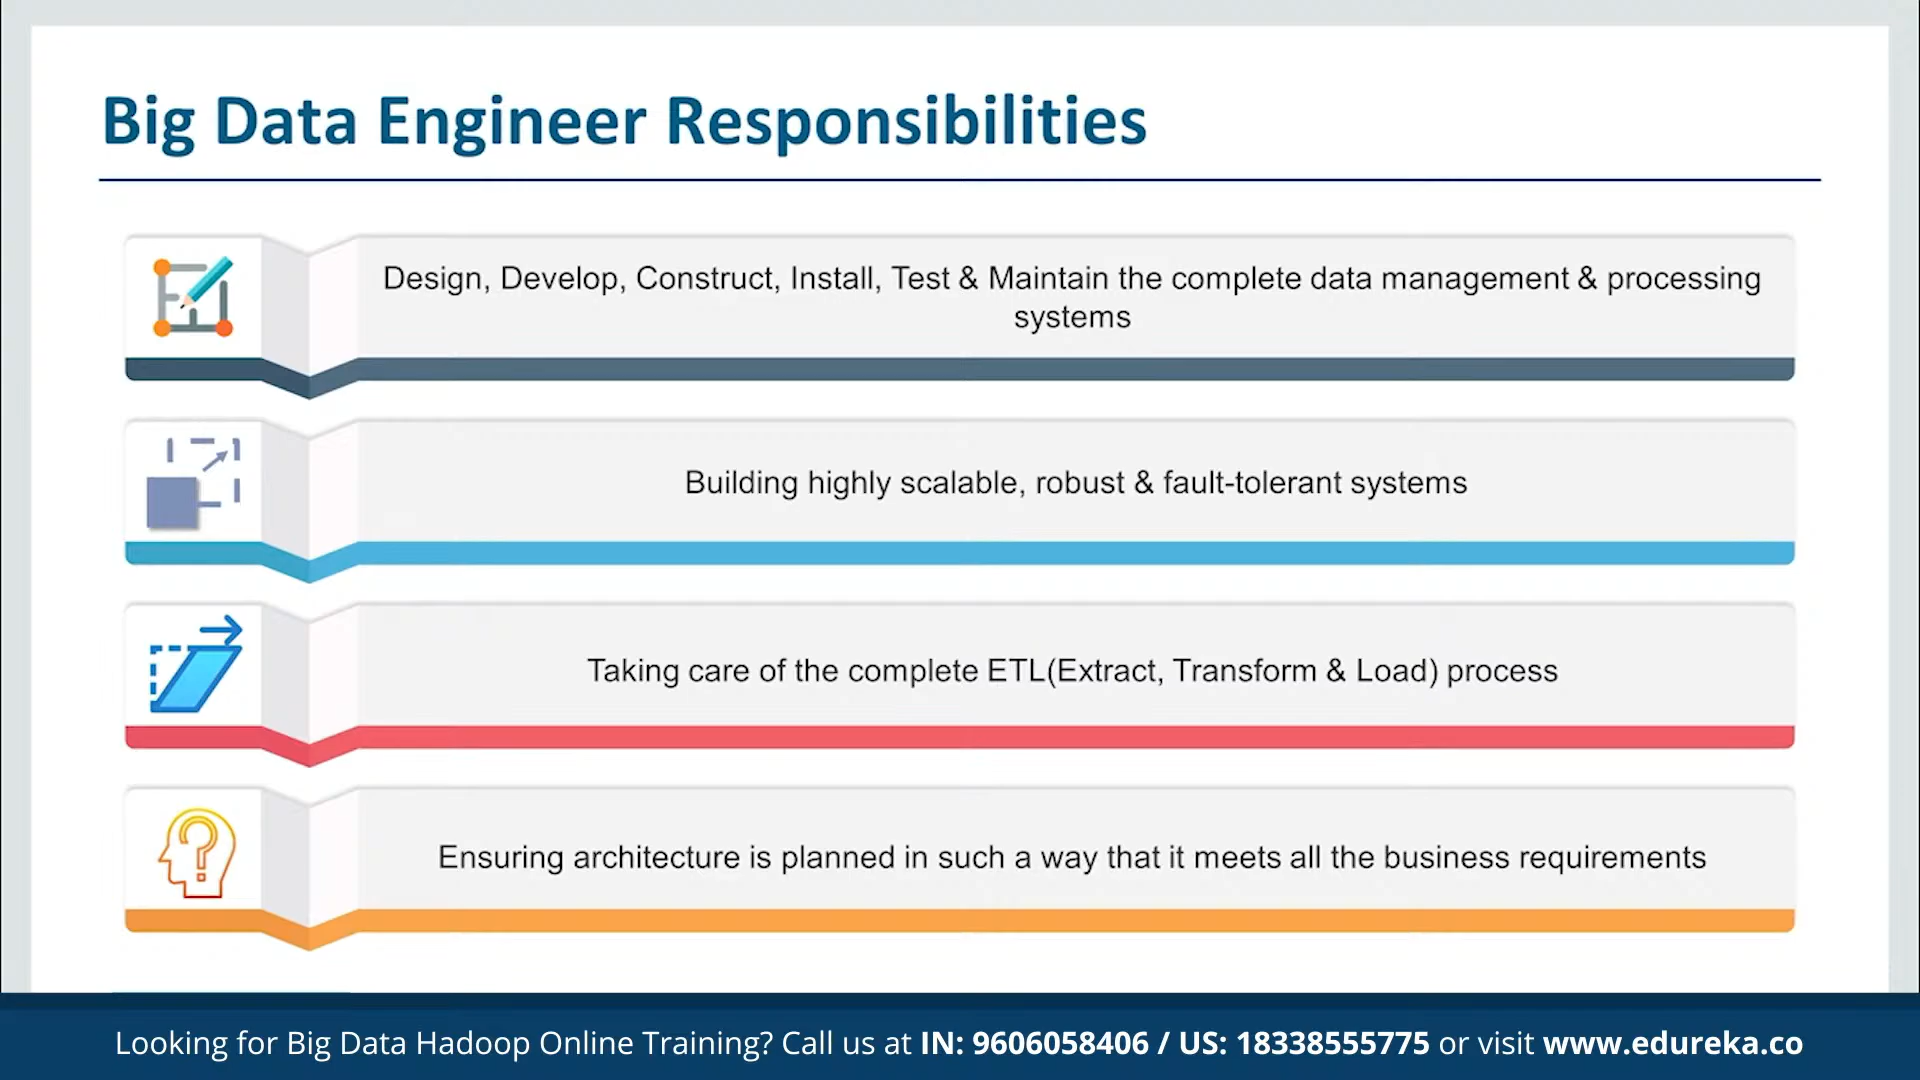 Big Data Engineer Responsibilities
Design, Develop, Construct, Install, Test & Maintain the complete data management & processing
systems
Building highly scalable, robust & fault-tolerant systems
Taking care of the complete ETL(Extract, Transform & Load) process
Ensuring architecture is planned in such a way that it meets all the business requirements
Looking for Big Data Hadoop Online Training? Call us at IN: 9606058406 / US: 18338555775 or visit www.edureka.co